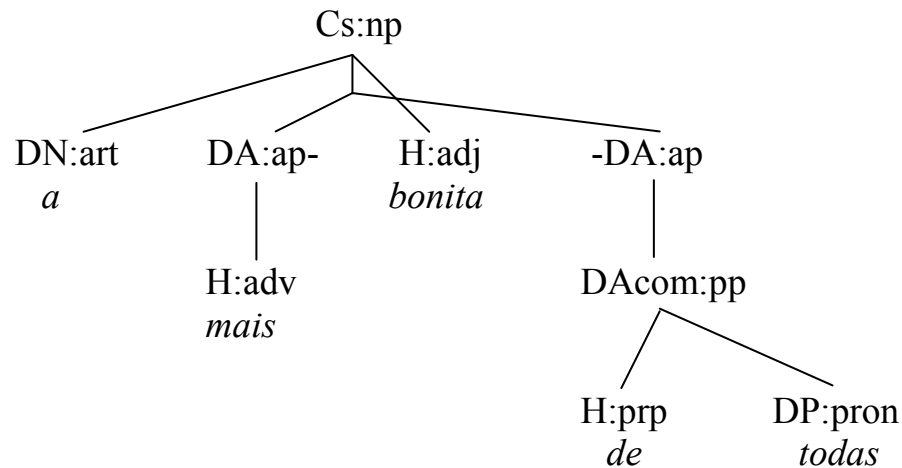 Cs:np
DN:art DA:ap- H:adj -DA:ap
a bonita
H:adv DAcom:pp
mais
H:prp DP:pron
de todas